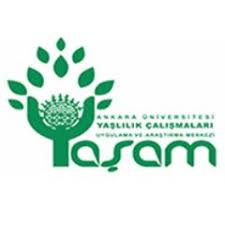 ANKARA ÜNİVERSİTESİ
YAŞLILIK ÇALIŞMALARI
UYGULAMA VE ARAŞTIRMA MERKEZİ
Yaşam